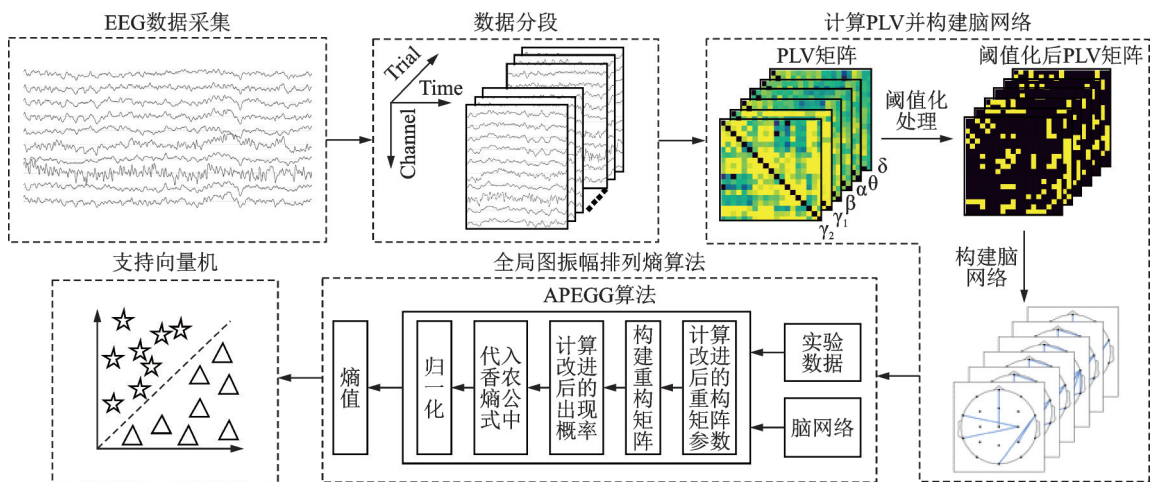 EEG数据采集
数据分段
计算PLV并构建脑网络
Trial
Time
Channel
PLV矩阵
阈值化后PLV矩阵
阈值化
处理
δ
θ
α
β
γ₁
γ₂
构建脑
网络
支持向量机
全局图振幅排列熵算法
APEGG算法
熵值
归一化
代入
香农
熵公
式中
计算
改进
后的
出现
概率
构建重构矩阵
计算
改进
后的
重构
矩阵
参数
实验
数据
脑网络